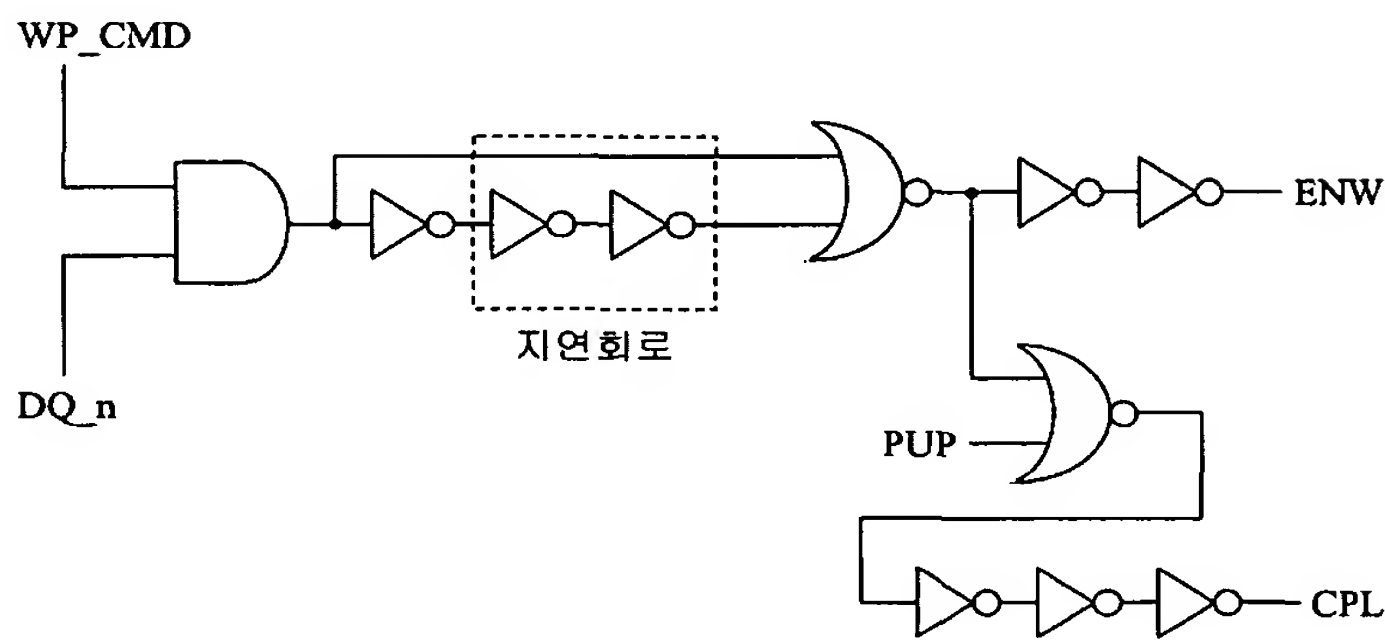 WP_CMD
ENW
지연회로
DQ_n
PUP
CPL